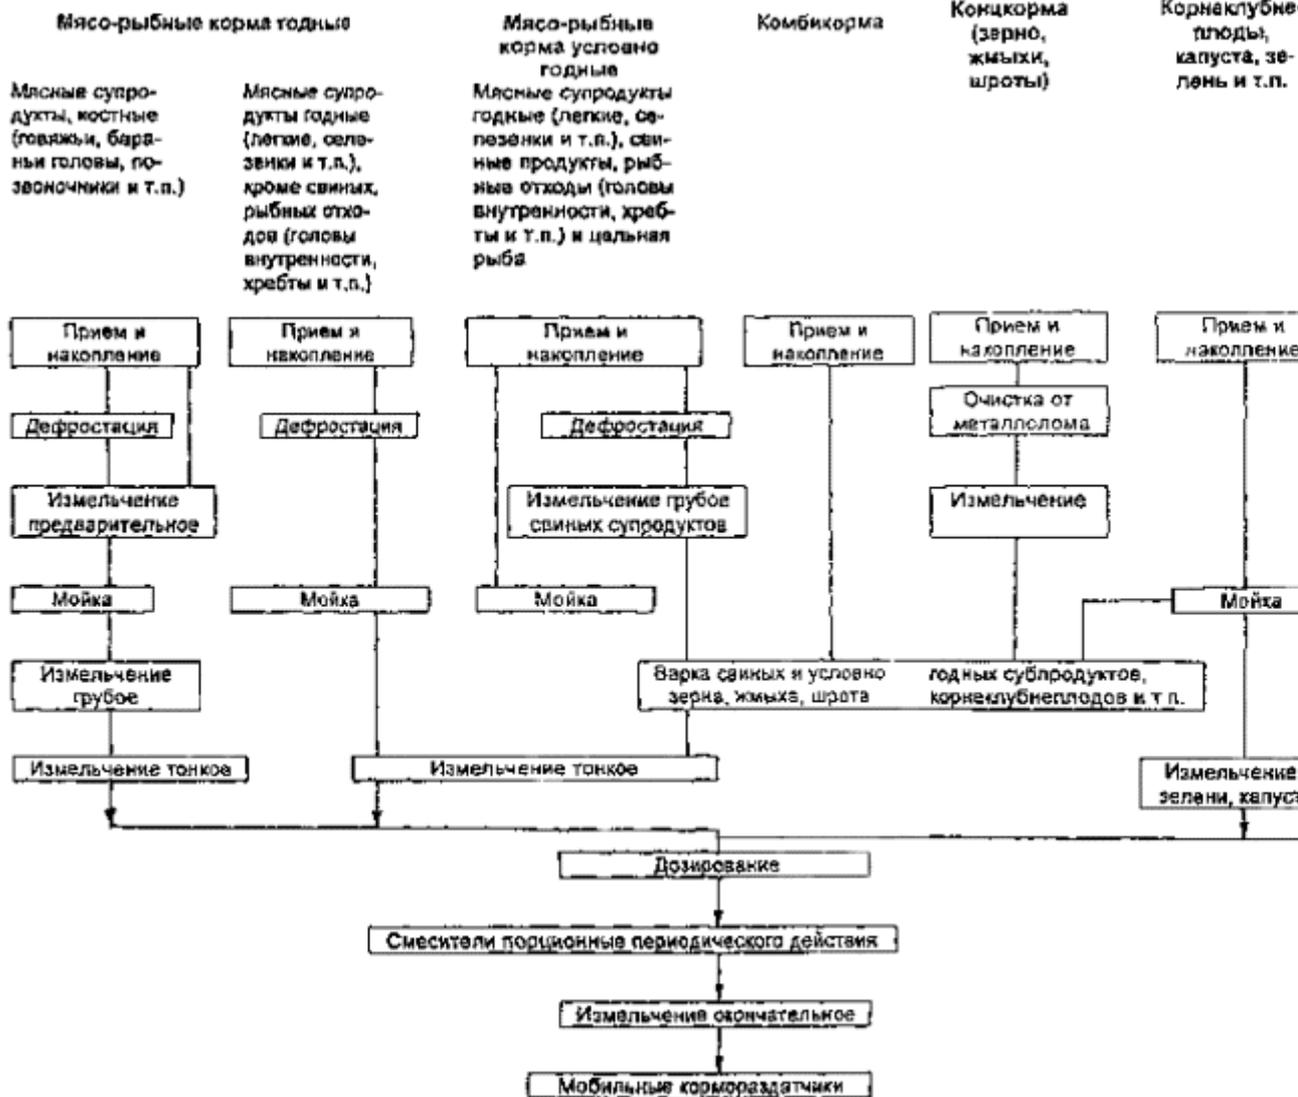 Мясо-рыбные корма годные
Мясо-рыбные
корма условно
годные
Комбикорма
Концкорма
(зерно,
жмыхи,
шроты)
Корнеклубне-
плоды,
капуста, зе-
лень и т.п.
Мясные супро-
дукты, костные
(говяжьи, бара-
ньи головы, по-
звоночники и т.п.)
Мясные супро-
дукты годные
(легкие, селе-
зенки и т.п.),
кроме свиных,
рыбных отхо-
дов (головы
внутренности,
хребты и т.п.)
Мясные супродукты
годные (легкие, се-
лезенки и т.п.), сви-
ные продукты, рыб-
ные отходы (головы
внутренности, хреб-
ты и т.п.) и цельная
рыба
Прием и
накопление
Прием и
накопление
Прием и
накопление
Прием и
накопление
Прием и
накопление
Прием и
накопление
Очистка от
металлолома
Дефростация
Дефростация
Дефростация
Измельчение
предварительное
Измельчение грубое
свиных супродуктов
Измельчение
Мойка
Мойка
Мойка
Мойка
Измельчение
грубое
Варка свиных и условно годных субпродуктов,
зерна, жмыха, шрота корнеклубнеплодов и т п.
Измельчение тонкое
Измельчение тонкое
Измельчение
зелени, капуст
Дозирование
Смесители порционные периодического действия
Измельчение окончательное
Мобильные кормораздатчики